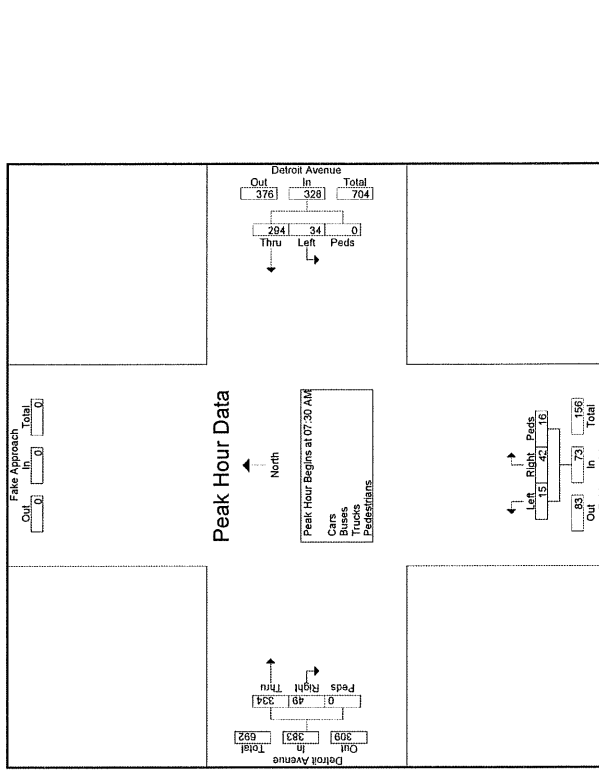 Detroit Avenue
Out In Total
376 328 704
294 34 0
Thru Left Peds
Fake Approach
Out In Total
0 0 0
Peak Hour Data
North
Peak Hour Begins at 07:30 AM
Cars
Buses
Trucks
Pedestrians
Left Right Peds
15 42 16
83 73 156
Out In Total
Thru Right Peds
334 49 0
692 383 309
Total In Out
Detroit Avenue